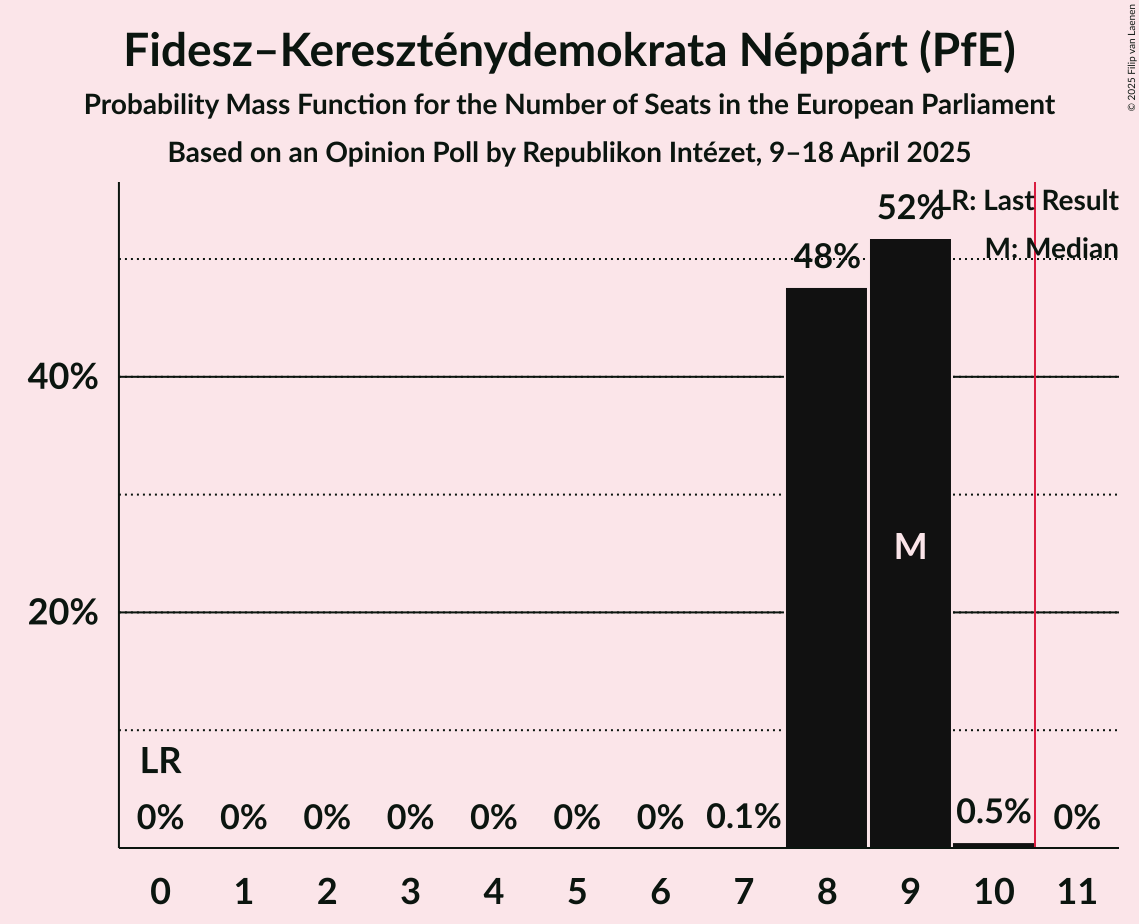 Fidesz–Kereszténydemokrata Néppárt (PfE)
Probability Mass Function for the Number of Seats in the European Parliament
Based on an Opinion Poll by Republikon Intézet, 9–18 April 2025
© 2025 Filip van Laenen
LR: Last Result
M: Median
52%
48%
40%
M
20%
LR
0% 0% 0% 0% 0% 0% 0% 0.1% 0.5% 0%
0 1 2 3 4 5 6 7 8 9 10 11